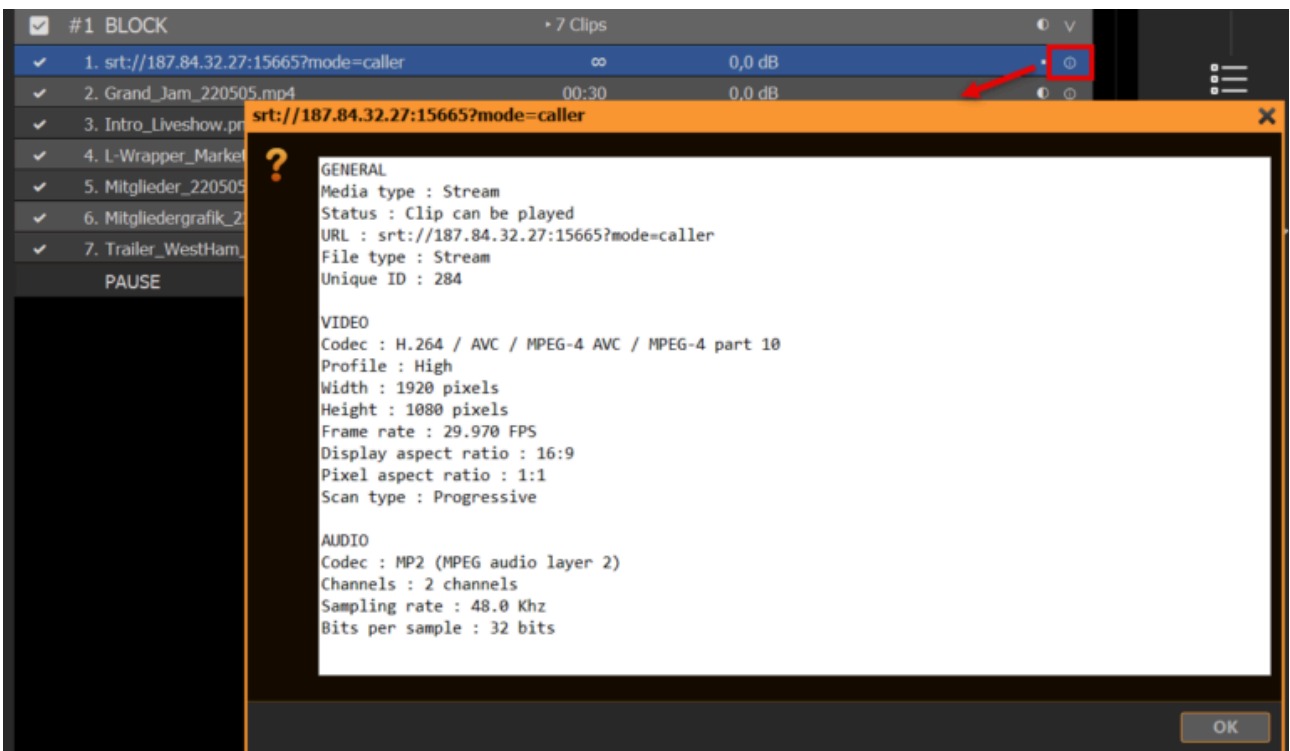 #1 BLOCK ‣ 7 Clips
1. srt://187.84.32.27:15665?mode=caller ∞ 0,0 dB
2. Grand_Jam_220505.mp4 00:30 0,0 dB
3. Intro_Liveshow.pn
4. L-Wrapper_Market
5. Mitglieder_220505
6. Mitgliedergrafik_2
7. Trailer_WestHam_
PAUSE
srt://187.84.32.27:15665?mode=caller
GENERAL
Media type : Stream
Status : Clip can be played
URL : srt://187.84.32.27:15665?mode=caller
File type : Stream
Unique ID : 284
VIDEO
Codec : H.264 / AVC / MPEG-4 AVC / MPEG-4 part 10
Profile : High
Width : 1920 pixels
Height : 1080 pixels
Frame rate : 29.970 FPS
Display aspect ratio : 16:9
Pixel aspect ratio : 1:1
Scan type : Progressive
AUDIO
Codec : MP2 (MPEG audio layer 2)
Channels : 2 channels
Sampling rate : 48.0 Khz
Bits per sample : 32 bits
OK